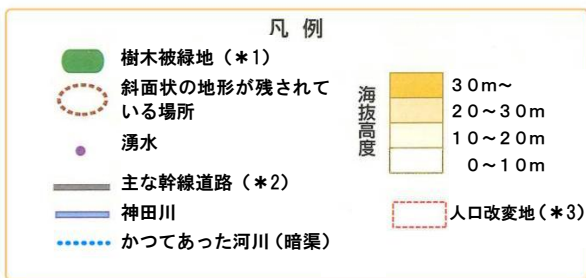 凡例
樹木被緑地（＊1）
斜面状の地形が残されて
いる場所
湧水
主な幹線道路（＊2）
神田川
かつてあった河川（暗渠）
海抜高度
30m～
20～30m
10～20m
0～10m
人口改変地（＊3）